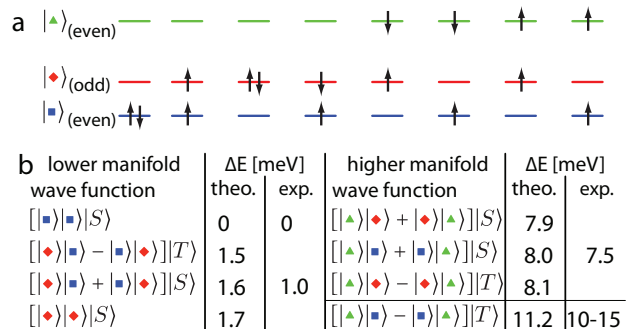 a |▲⟩(even)
|◆⟩(odd)
|■⟩(even)
b lower manifold ΔE [meV] higher manifold ΔE [meV]
wave function theo. exp. wave function theo. exp.
[|■⟩|■⟩|S⟩ 0 0 [|▲⟩|◆⟩ + |◆⟩|▲⟩]|S⟩ 7.9
[|◆⟩|■⟩ − |■⟩|◆⟩]|T⟩ 1.5 [|▲⟩|■⟩ + |■⟩|▲⟩]|S⟩ 8.0 7.5
[|◆⟩|■⟩ + |■⟩|◆⟩]|S⟩ 1.6 1.0 [|▲⟩|◆⟩ − |◆⟩|▲⟩]|T⟩ 8.1
[|◆⟩|◆⟩|S⟩ 1.7 [|▲⟩|■⟩ − |■⟩|▲⟩]|T⟩ 11.2 10-15